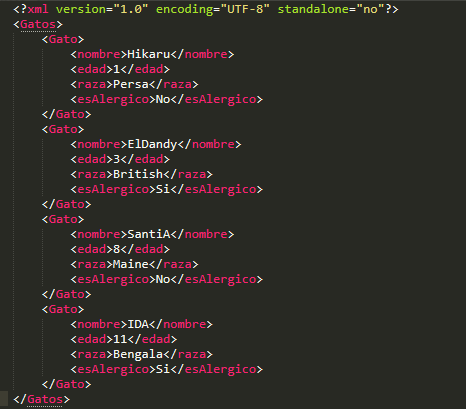 <?xml version="1.0" encoding="UTF-8" standalone="no"?>
<Gatos>
    <Gato>
        <nombre>Hikaru</nombre>
        <edad>1</edad>
        <raza>Persa</raza>
        <esAlergico>No</esAlergico>
    </Gato>
    <Gato>
        <nombre>ElDandy</nombre>
        <edad>3</edad>
        <raza>British</raza>
        <esAlergico>Si</esAlergico>
    </Gato>
    <Gato>
        <nombre>SantiA</nombre>
        <edad>8</edad>
        <raza>Maine</raza>
        <esAlergico>No</esAlergico>
    </Gato>
    <Gato>
        <nombre>IDA</nombre>
        <edad>11</edad>
        <raza>Bengala</raza>
        <esAlergico>Si</esAlergico>
    </Gato>
</Gatos>